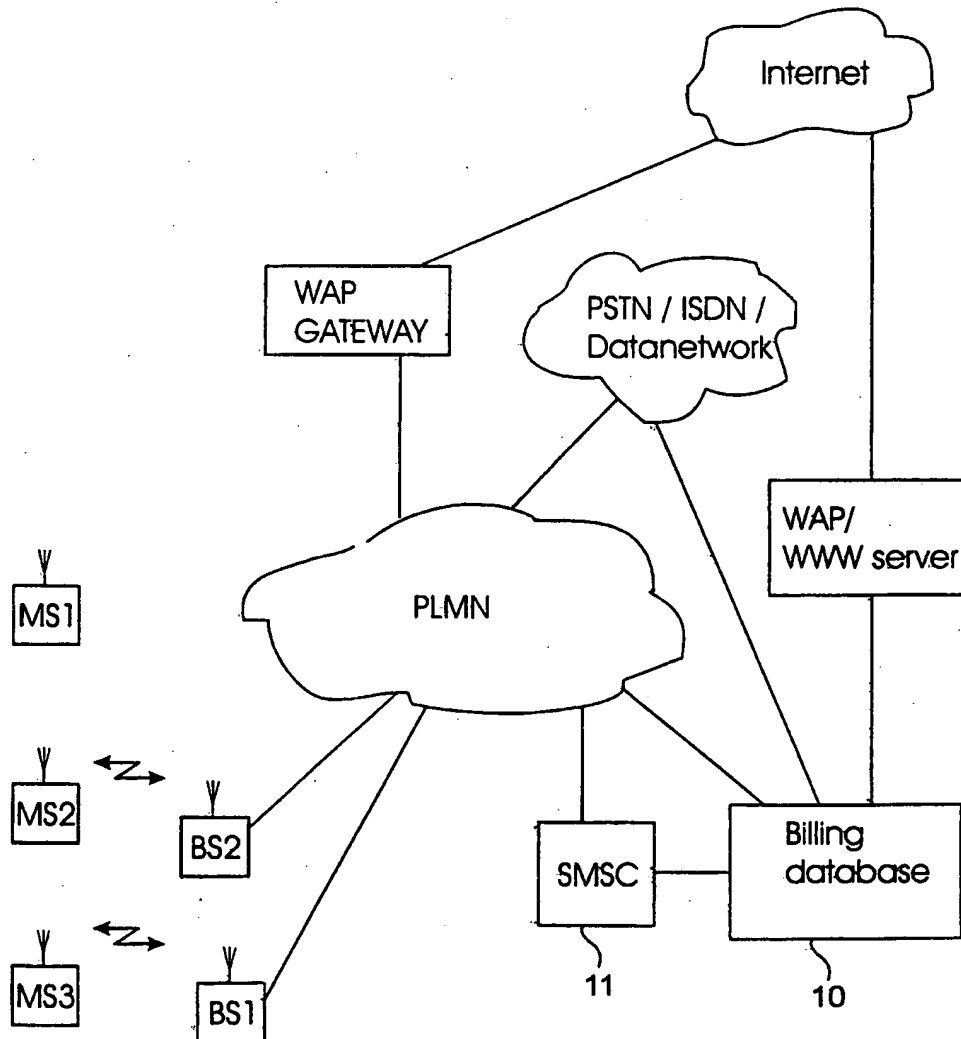 Internet
WAP
GATEWAY
PSTN / ISDN /
Datanetwork
WAP/
WWW server
PLMN
MS1
MS2
BS2
SMSC
Billing
database
MS3
BS1
11
10